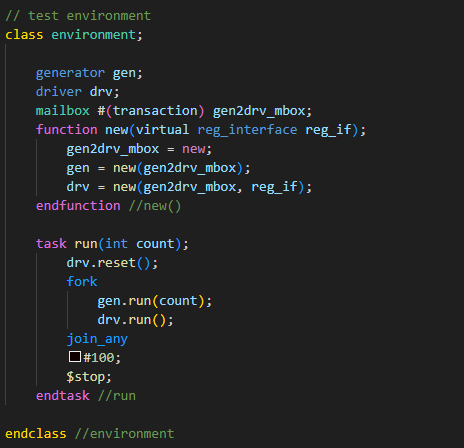 // test environment
class environment;
generator gen;
driver drv;
mailbox #(transaction) gen2drv_mbox;
function new(virtual reg_interface reg_if);
gen2drv_mbox = new;
gen = new(gen2drv_mbox);
drv = new(gen2drv_mbox, reg_if);
endfunction //new()
task run(int count);
drv.reset();
fork
gen.run(count);
drv.run();
join_any
#100;
$stop;
endtask //run
endclass //environment